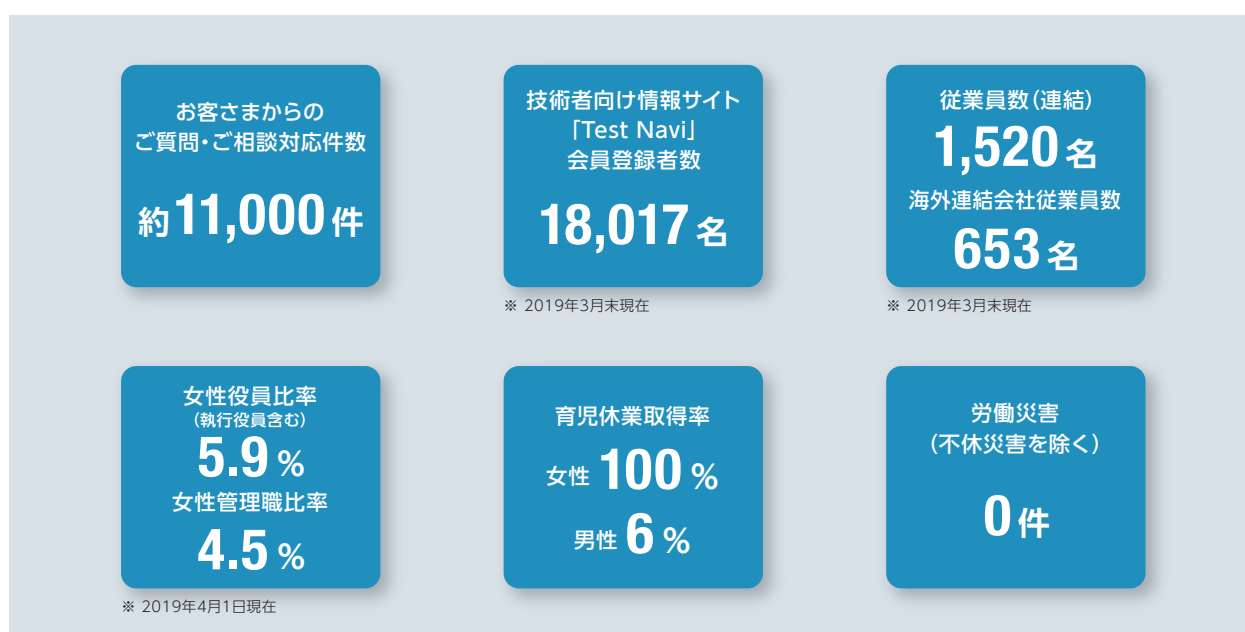 お客さまからの
ご質問・ご相談対応件数
約11,000件
技術者向け情報サイト
「Test Navi」
会員登録者数
18,017名
※ 2019年3月末現在
従業員数(連結)
1,520名
海外連結会社従業員数
653名
※ 2019年3月末現在
女性役員比率
(執行役員含む)
5.9%
女性管理職比率
4.5%
※ 2019年4月1日現在
育児休業取得率
女性 100%
男性 6%
労働災害
(不休災害を除く)
0件